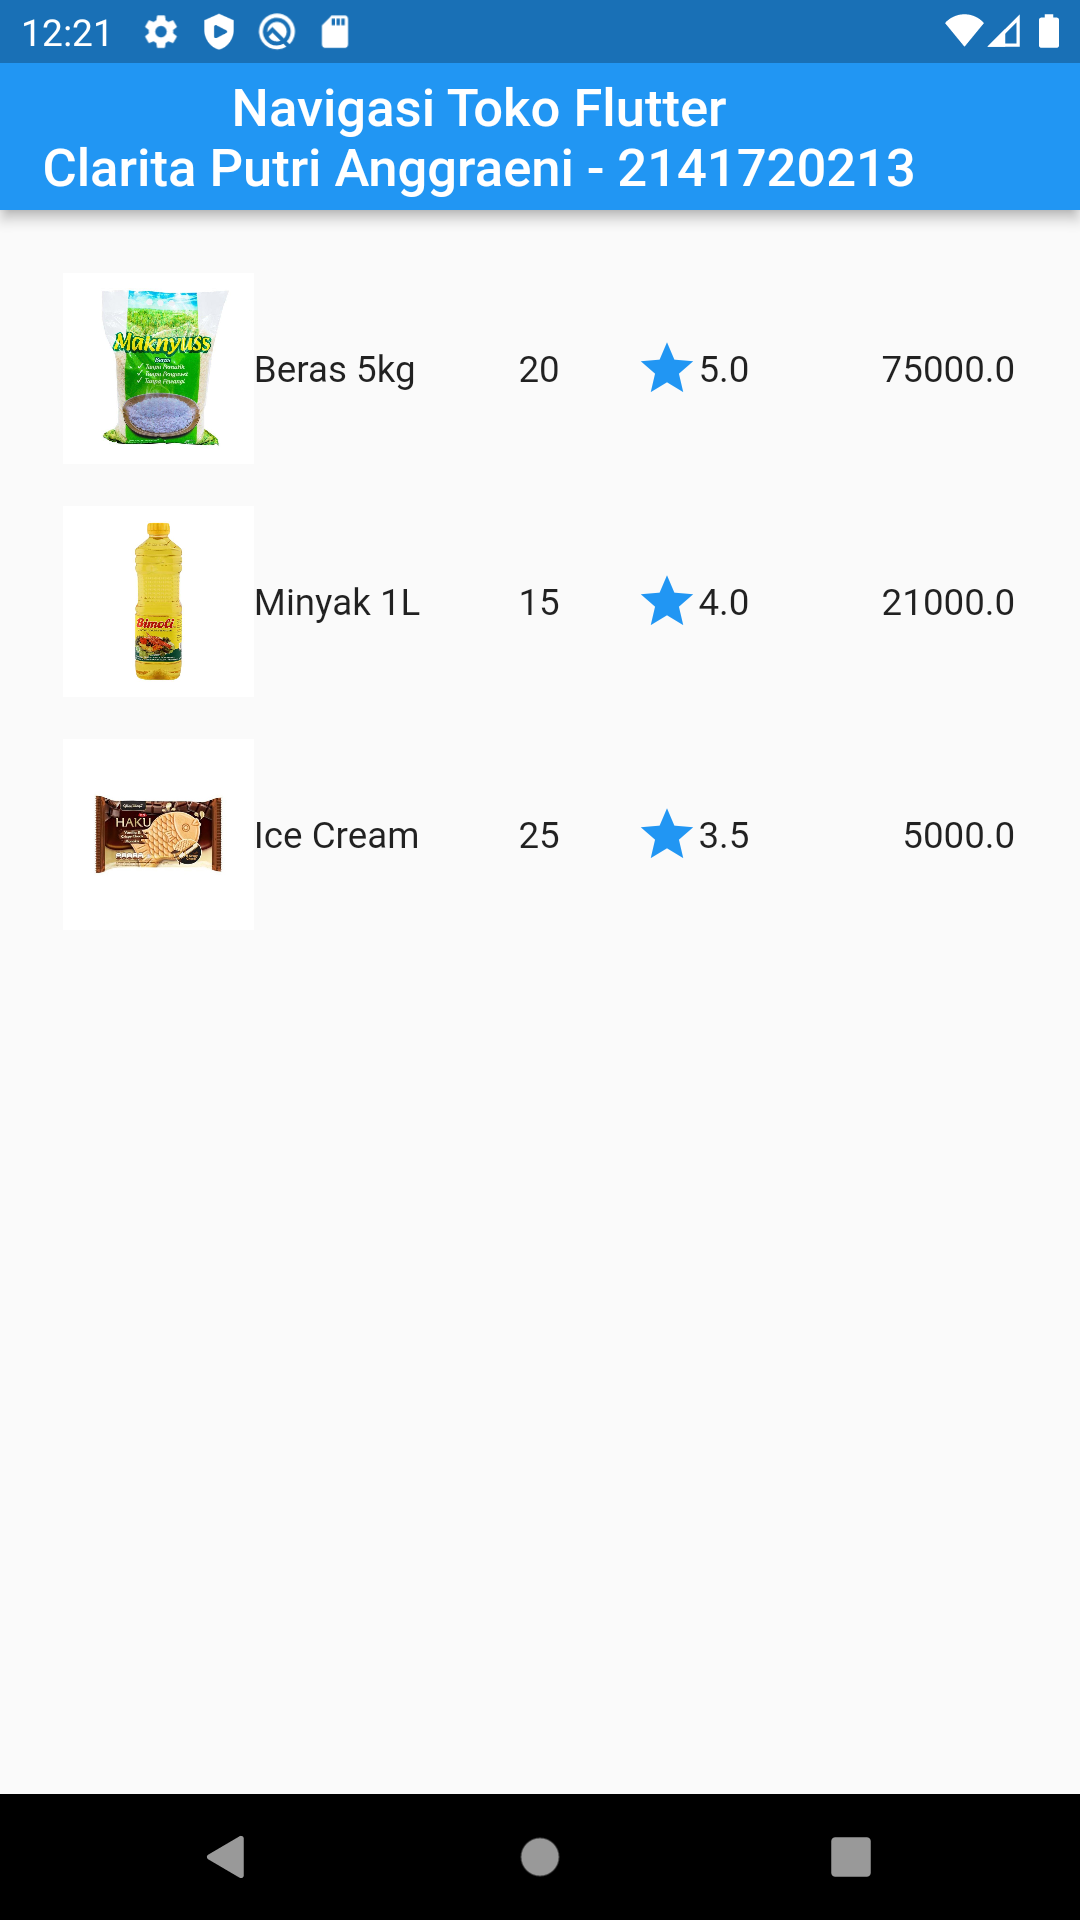 12:21
Navigasi Toko Flutter
Clarita Putri Anggraeni - 2141720213
Maknyuss
Beras
Beras 5kg 20 5.0 75000.0
Bimoli
Minyak 1L 15 4.0 21000.0
HAKU
Ice Cream 25 3.5 5000.0